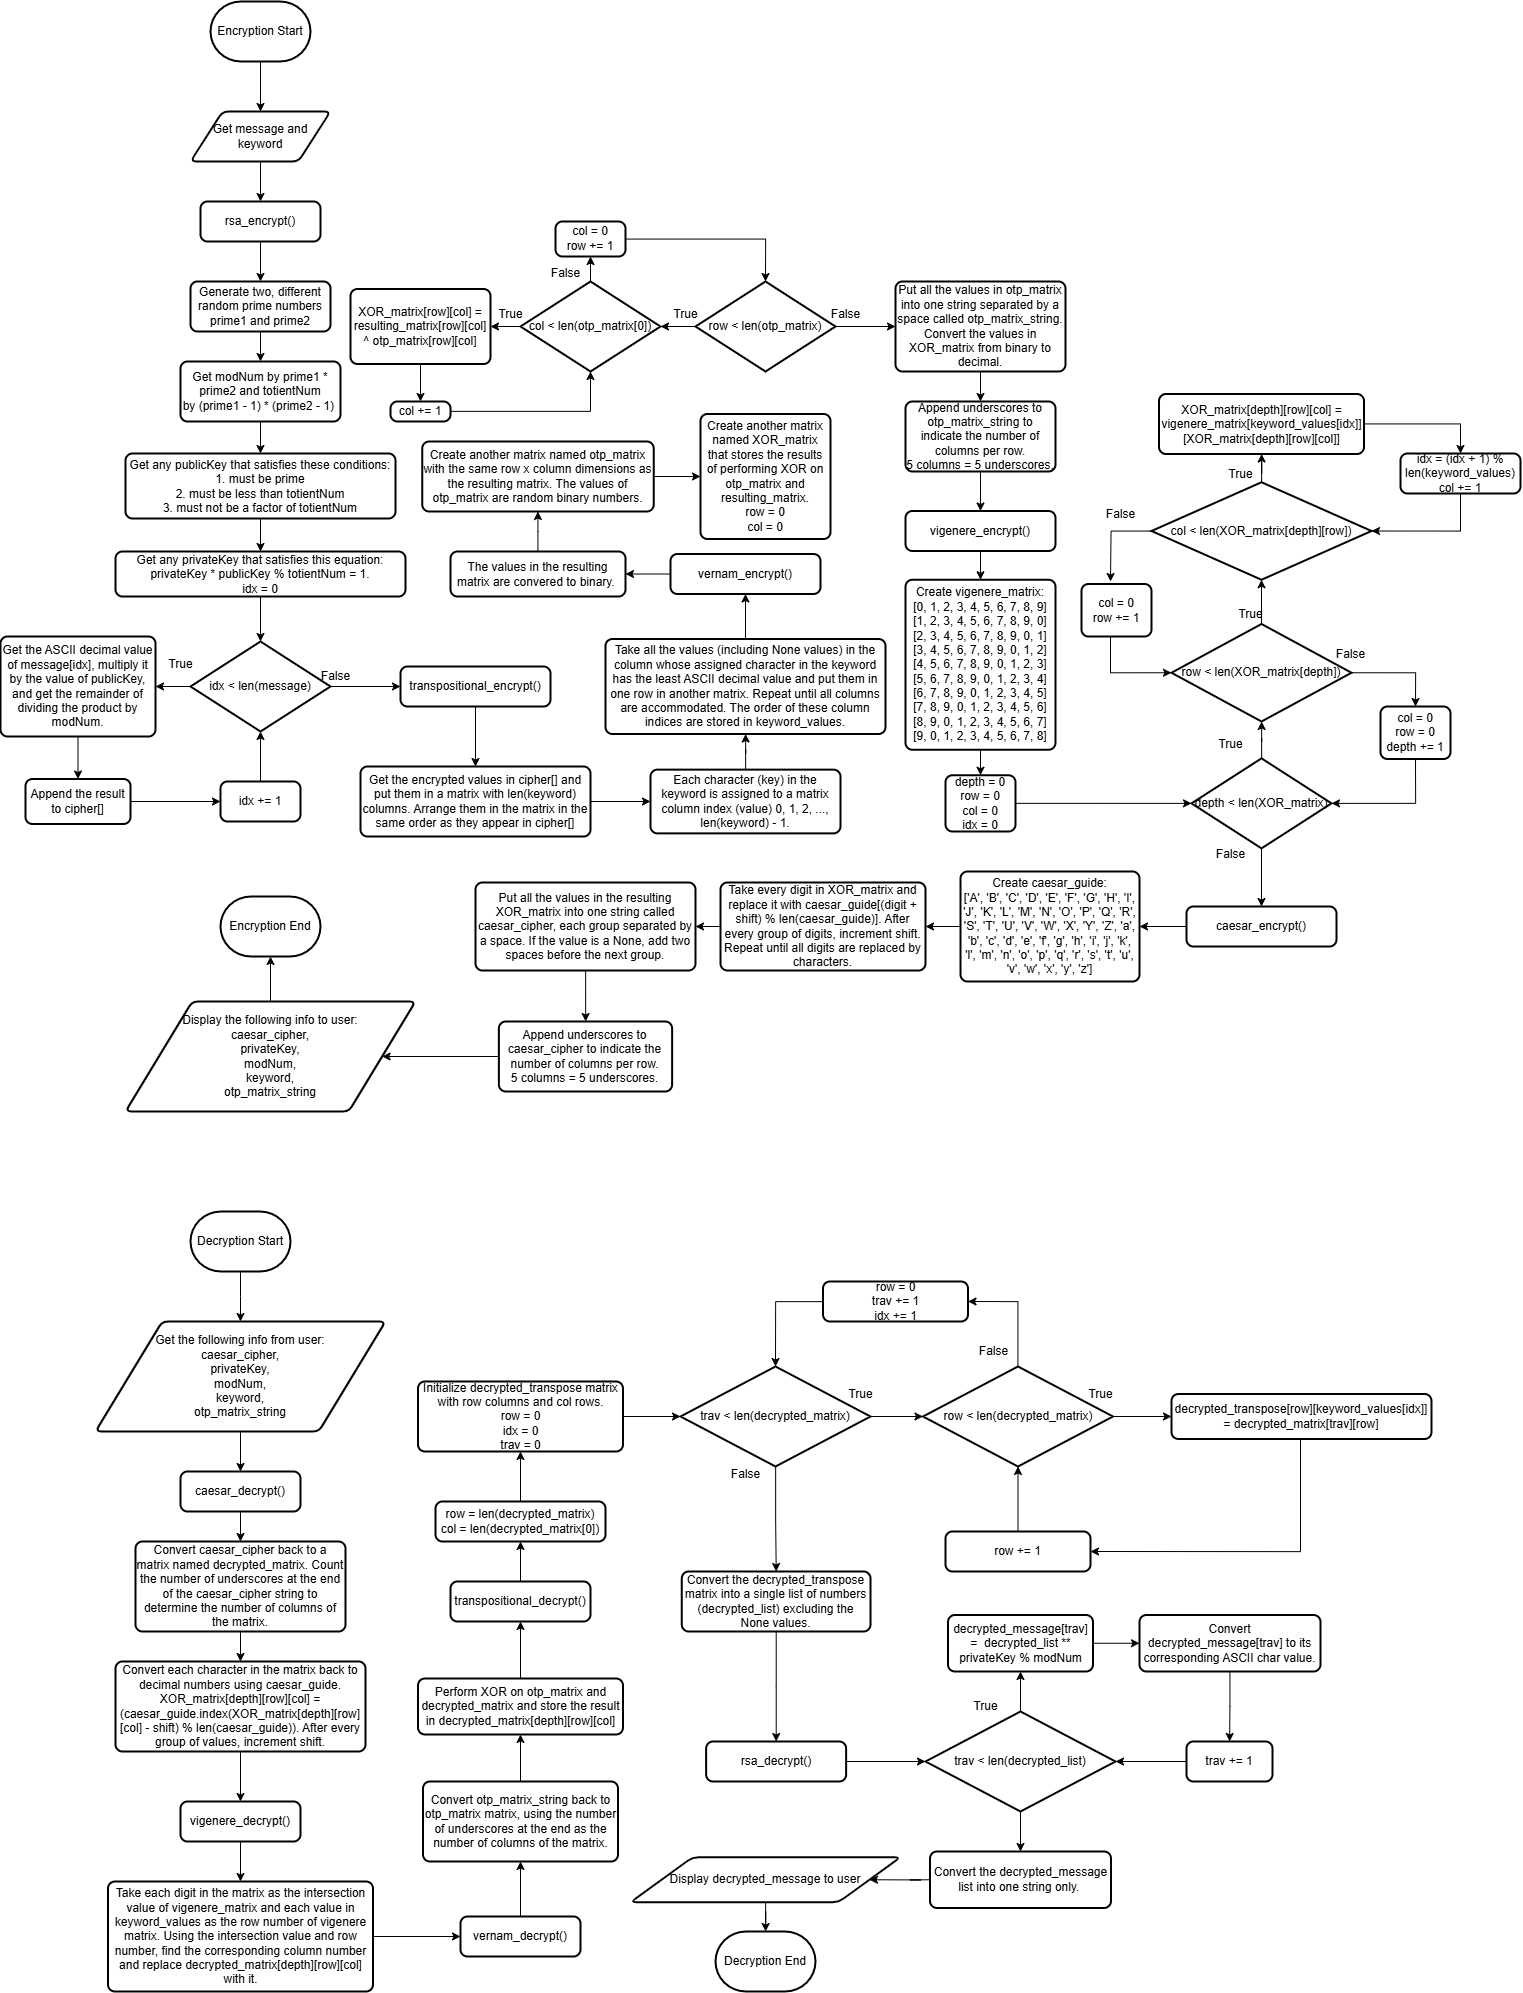 Encryption Start
Get message and
keyword
rsa_encrypt()
Generate two, different
random prime numbers
prime1 and prime2
Get modNum by prime1 *
prime2 and totientNum
by (prime1 - 1) * (prime2 - 1)
Get any publicKey that satisfies these conditions:
1. must be prime
2. must be less than totientNum
3. must not be a factor of totientNum
Get any privateKey that satisfies this equation:
privateKey * publicKey % totientNum = 1.
idx = 0
idx < len(message)
True
False
Get the ASCII decimal value
of message[idx], multiply it
by the value of publicKey,
and get the remainder of
dividing the product by
modNum.
Append the result
to cipher[]
idx += 1
transpositional_encrypt()
Get the encrypted values in cipher[] and
put them in a matrix with len(keyword)
columns. Arrange them in the matrix in the
same order as they appear in cipher[]
Each character (key) in the
keyword is assigned to a matrix
column index (value) 0, 1, 2, ...,
len(keyword) - 1.
Take all the values (including None values) in the
column whose assigned character in the keyword
has the least ASCII decimal value and put them in
one row in another matrix. Repeat until all columns
are accommodated. The order of these column
indices are stored in keyword_values.
vernam_encrypt()
The values in the resulting
matrix are convered to binary.
Create another matrix named otp_matrix
with the same row x column dimensions as
the resulting matrix. The values of
otp_matrix are random binary numbers.
Create another matrix
named XOR_matrix
that stores the results
of performing XOR on
otp_matrix and
resulting_matrix.
row = 0
col = 0
col = 0
row += 1
False
col < len(otp_matrix[0])
True
XOR_matrix[row][col] =
resulting_matrix[row][col]
^ otp_matrix[row][col]
col += 1
True
row < len(otp_matrix)
False
Put all the values in otp_matrix
into one string separated by a
space called otp_matrix_string.
Convert the values in
XOR_matrix from binary to
decimal.
Append underscores to
otp_matrix_string to
indicate the number of
columns per row.
5 columns = 5 underscores.
vigenere_encrypt()
Create vigenere_matrix:
[0, 1, 2, 3, 4, 5, 6, 7, 8, 9]
[1, 2, 3, 4, 5, 6, 7, 8, 9, 0]
[2, 3, 4, 5, 6, 7, 8, 9, 0, 1]
[3, 4, 5, 6, 7, 8, 9, 0, 1, 2]
[4, 5, 6, 7, 8, 9, 0, 1, 2, 3]
[5, 6, 7, 8, 9, 0, 1, 2, 3, 4]
[6, 7, 8, 9, 0, 1, 2, 3, 4, 5]
[7, 8, 9, 0, 1, 2, 3, 4, 5, 6]
[8, 9, 0, 1, 2, 3, 4, 5, 6, 7]
[9, 0, 1, 2, 3, 4, 5, 6, 7, 8]
depth = 0
row = 0
col = 0
idx = 0
XOR_matrix[depth][row][col] =
vigenere_matrix[keyword_values[idx]]
[XOR_matrix[depth][row][col]]
idx = (idx + 1) %
len(keyword_values)
col += 1
True
False
col < len(XOR_matrix[depth][row])
col = 0
row += 1
True
row < len(XOR_matrix[depth])
False
col = 0
row = 0
depth += 1
True
depth < len(XOR_matrix)
False
caesar_encrypt()
Create caesar_guide:
['A', 'B', 'C', 'D', 'E', 'F', 'G', 'H', 'I',
'J', 'K', 'L', 'M', 'N', 'O', 'P', 'Q', 'R',
'S', 'T', 'U', 'V', 'W', 'X', 'Y', 'Z', 'a',
'b', 'c', 'd', 'e', 'f', 'g', 'h', 'i', 'j', 'k',
'l', 'm', 'n', 'o', 'p', 'q', 'r', 's', 't', 'u',
'v', 'w', 'x', 'y', 'z']
Take every digit in XOR_matrix and
replace it with caesar_guide[(digit +
shift) % len(caesar_guide)]. After
every group of digits, increment shift.
Repeat until all digits are replaced by
characters.
Put all the values in the resulting
XOR_matrix into one string called
caesar_cipher, each group separated by
a space. If the value is a None, add two
spaces before the next group.
Append underscores to
caesar_cipher to indicate the
number of columns per row.
5 columns = 5 underscores.
Display the following info to user:
caesar_cipher,
privateKey,
modNum,
keyword,
otp_matrix_string
Encryption End
Decryption Start
Get the following info from user:
caesar_cipher,
privateKey,
modNum,
keyword,
otp_matrix_string
caesar_decrypt()
Convert caesar_cipher back to a
matrix named decrypted_matrix. Count
the number of underscores at the end
of the caesar_cipher string to
determine the number of columns of
the matrix.
Convert each character in the matrix back to
decimal numbers using caesar_guide.
XOR_matrix[depth][row][col] =
(caesar_guide.index(XOR_matrix[depth][row]
[col] - shift) % len(caesar_guide)). After every
group of values, increment shift.
vigenere_decrypt()
Take each digit in the matrix as the intersection
value of vigenere_matrix and each value in
keyword_values as the row number of vigenere
matrix. Using the intersection value and row
number, find the corresponding column number
and replace decrypted_matrix[depth][row][col]
with it.
vernam_decrypt()
Convert otp_matrix_string back to
otp_matrix matrix, using the number
of underscores at the end as the
number of columns of the matrix.
Perform XOR on otp_matrix and
decrypted_matrix and store the result
in decrypted_matrix[depth][row][col]
transpositional_decrypt()
row = len(decrypted_matrix)
col = len(decrypted_matrix[0])
Initialize decrypted_transpose matrix
with row columns and col rows.
row = 0
idx = 0
trav = 0
row = 0
trav += 1
idx += 1
trav < len(decrypted_matrix)
True
False
row < len(decrypted_matrix)
False
True
decrypted_transpose[row][keyword_values[idx]]
= decrypted_matrix[trav][row]
row += 1
Convert the decrypted_transpose
matrix into a single list of numbers
(decrypted_list) excluding the
None values.
rsa_decrypt()
trav < len(decrypted_list)
True
decrypted_message[trav]
= decrypted_list **
privateKey % modNum
Convert
decrypted_message[trav] to its
corresponding ASCII char value.
trav += 1
Convert the decrypted_message
list into one string only.
Display decrypted_message to user
Decryption End